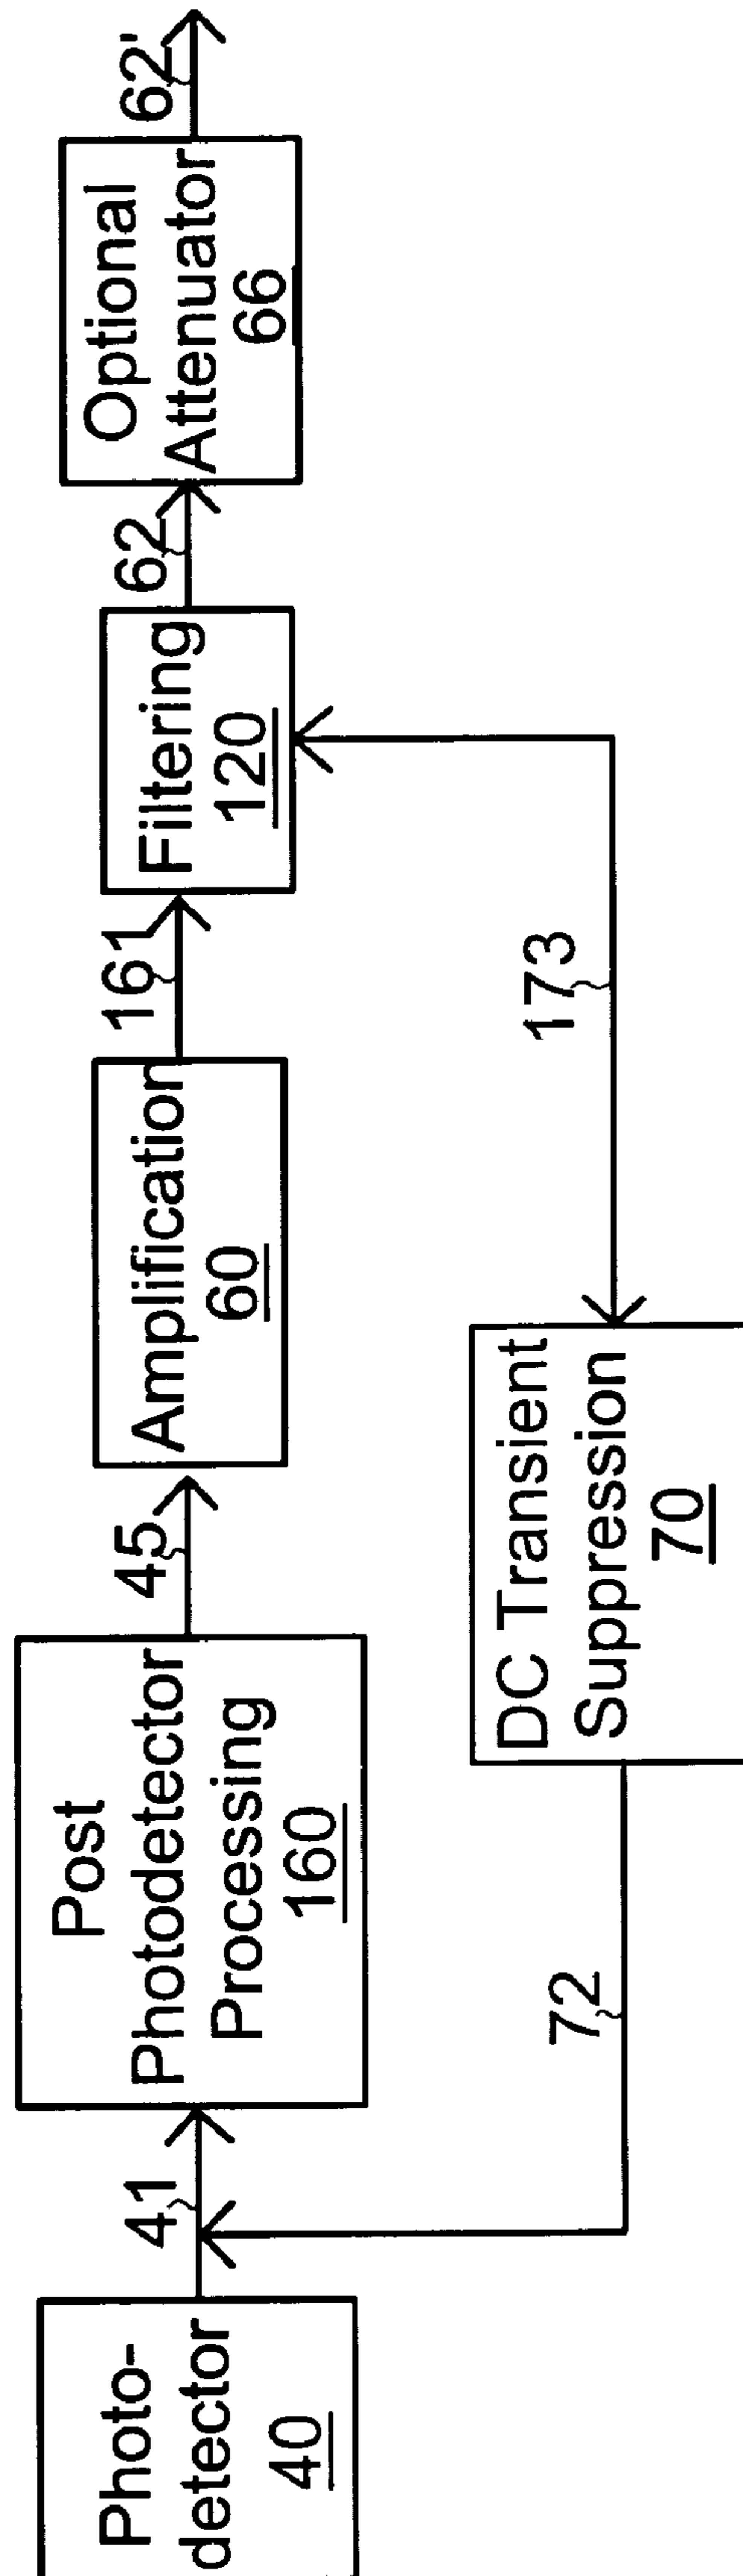 Photo-
detector
40
41
Post
Photodetector
Processing
160
45
Amplification
60
161
Filtering
120
62
Optional
Attenuator
66
62'
72
DC Transient
Suppression
70
173